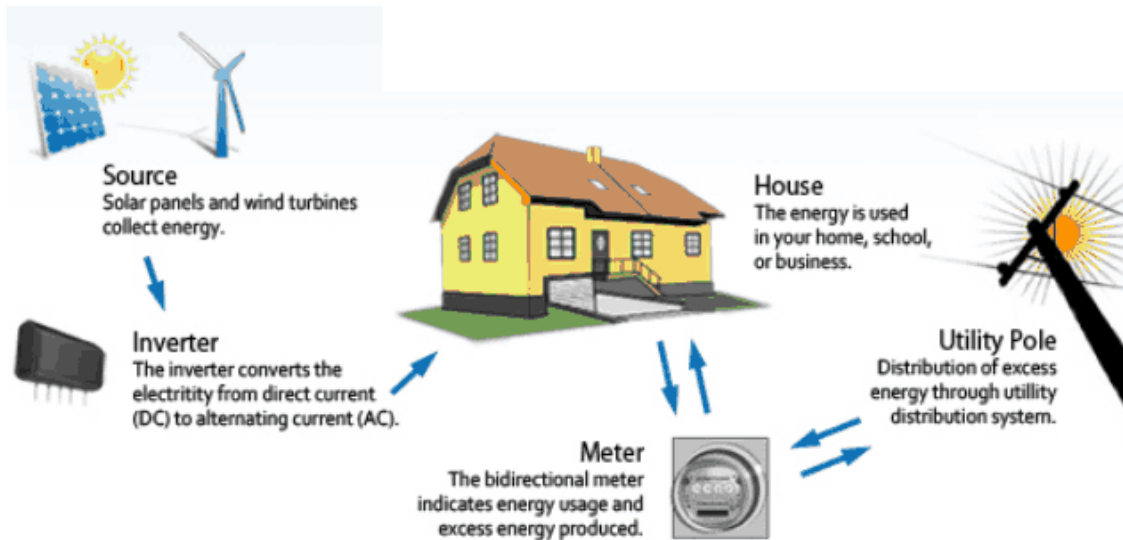 Source
Solar panels and wind turbines
collect energy.
Inverter
The inverter converts the
electritity from direct current
(DC) to alternating current (AC).
House
The energy is used
in your home, school,
or business.
Meter
The bidirectional meter
indicates energy usage and
excess energy produced.
Utility Pole
Distribution of excess
energy through utillity
distribution system.